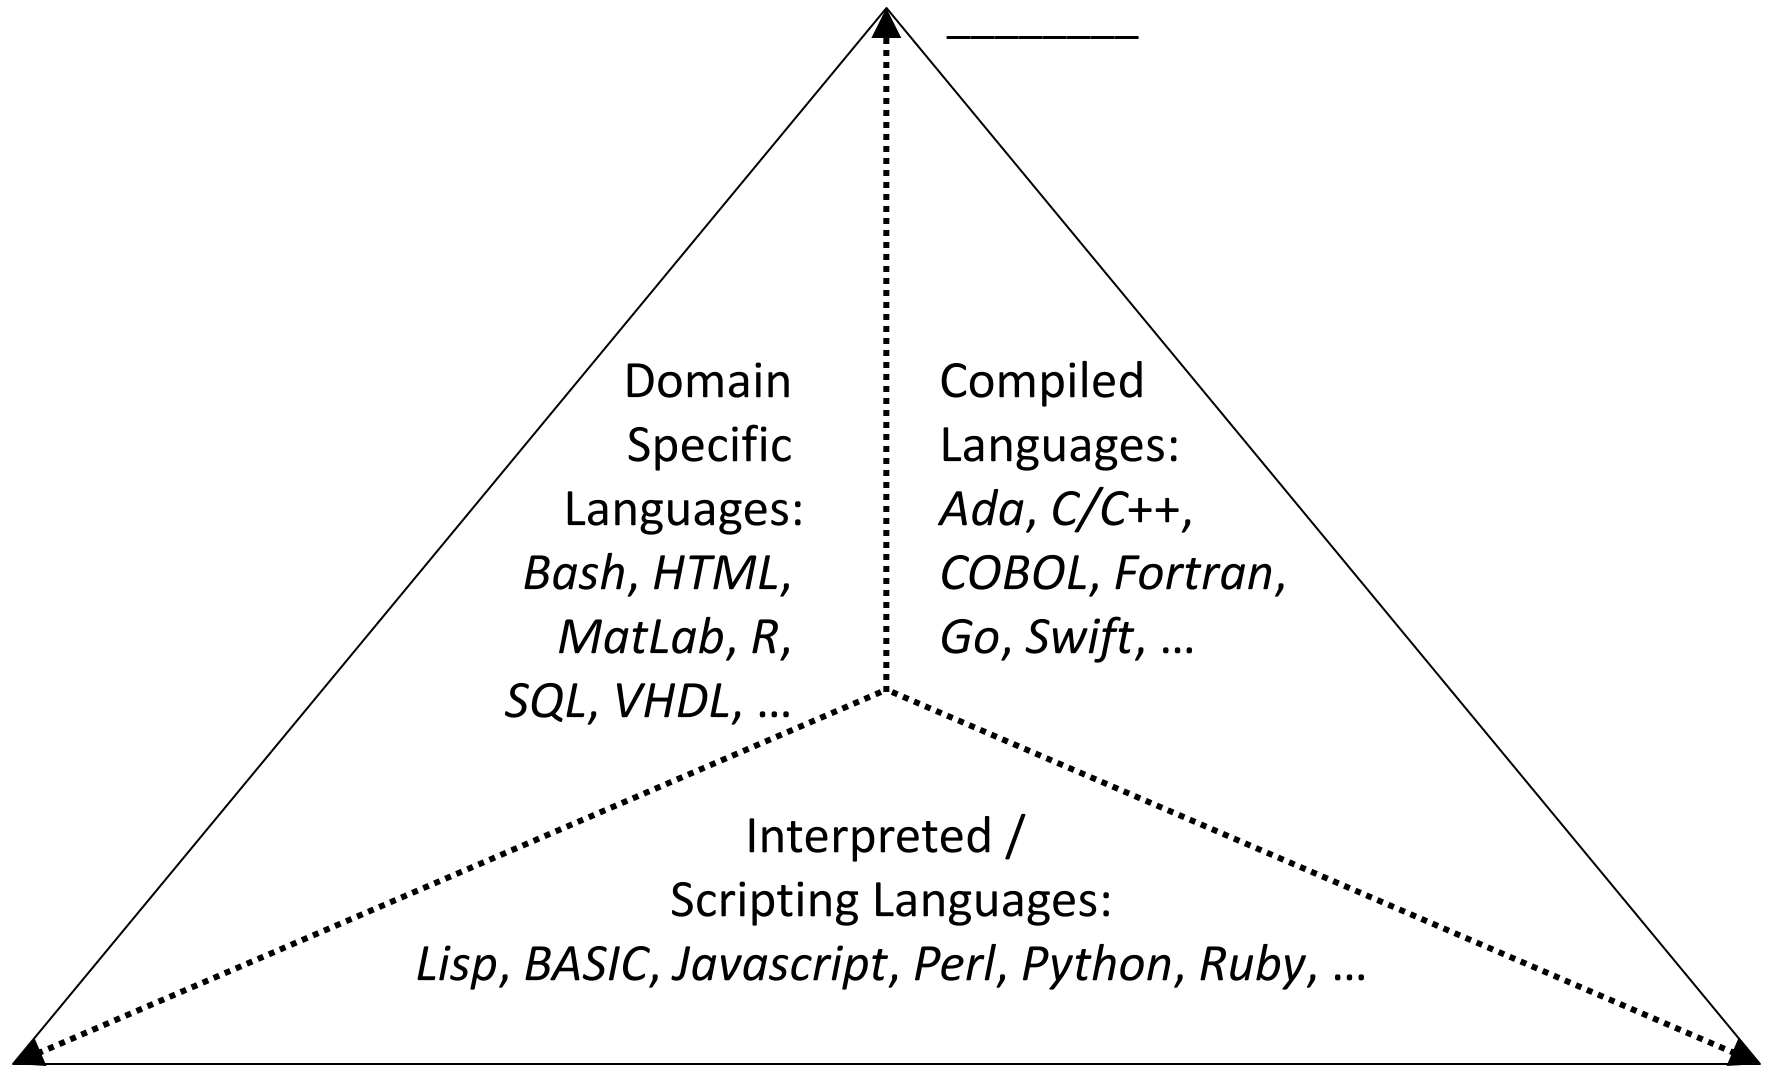 ________
Domain
Specific
Languages:
Bash, HTML,
MatLab, R,
SQL, VHDL, …
Compiled
Languages:
Ada, C/C++,
COBOL, Fortran,
Go, Swift, …
Interpreted /
Scripting Languages:
Lisp, BASIC, Javascript, Perl, Python, Ruby, …